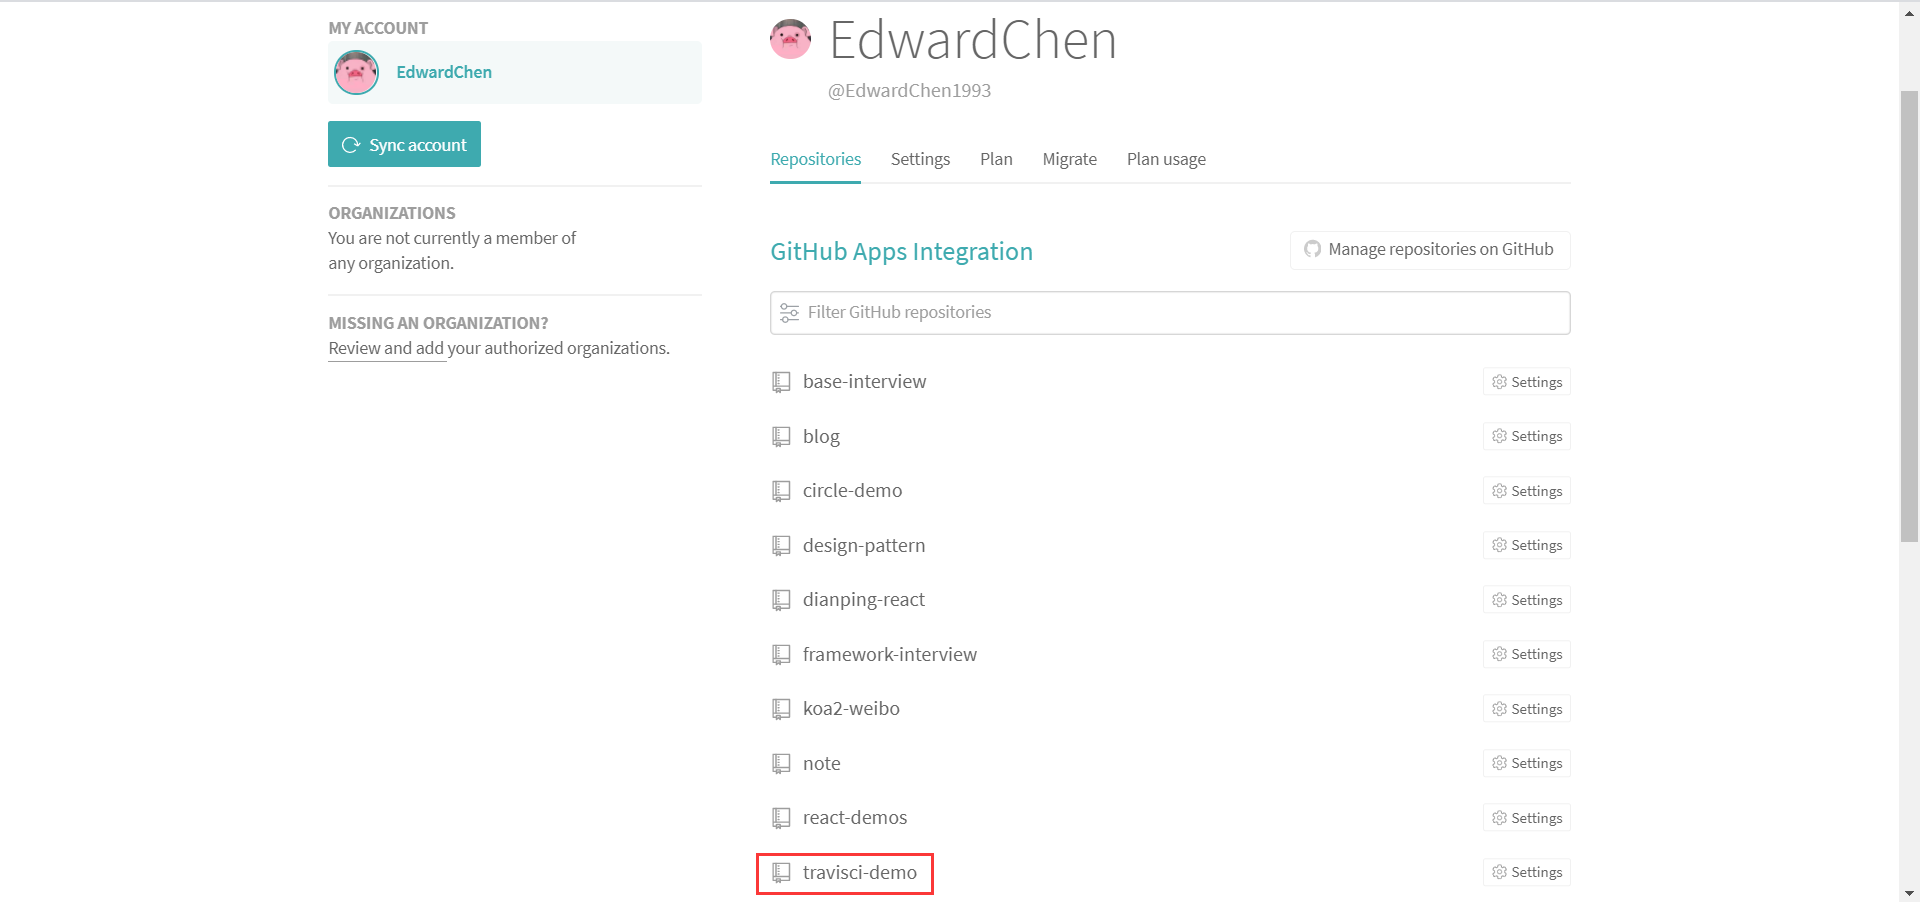 MY ACCOUNT
EdwardChen
Sync account
ORGANIZATIONS
You are not currently a member of
any organization.
MISSING AN ORGANIZATION?
Review and add your authorized organizations.
EdwardChen
@EdwardChen1993
Repositories Settings Plan Migrate Plan usage
GitHub Apps Integration
Manage repositories on GitHub
Filter GitHub repositories
base-interview Settings
blog Settings
circle-demo Settings
design-pattern Settings
dianping-react Settings
framework-interview Settings
koa2-weibo Settings
note Settings
react-demos Settings
travisci-demo Settings